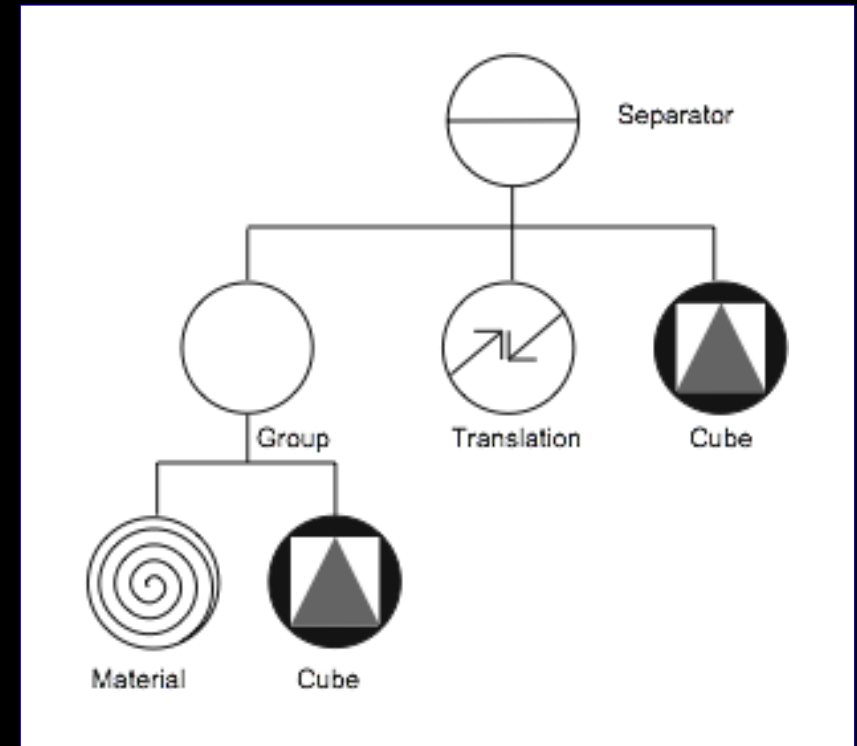 Separator
Group
Translation
Cube
Material
Cube